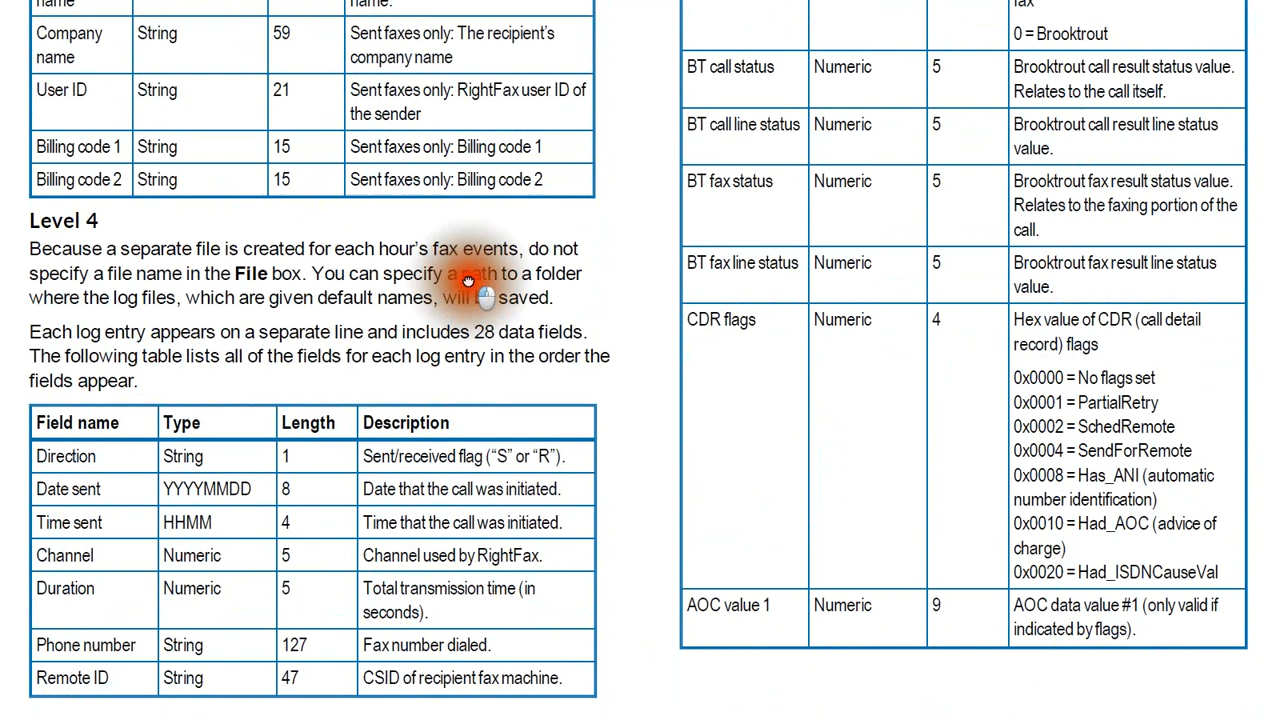 name name.
Company String 59 Sent faxes only: The recipient's
name company name
User ID String 21 Sent faxes only: RightFax user ID of
the sender
Billing code 1 String 15 Sent faxes only: Billing code 1
Billing code 2 String 15 Sent faxes only: Billing code 2
Level 4
Because a separate file is created for each hour's fax events, do not
specify a file name in the File box. You can specify a path to a folder
where the log files, which are given default names, will be saved.
Each log entry appears on a separate line and includes 28 data fields.
The following table lists all of the fields for each log entry in the order the
fields appear.
Field name Type Length Description
Direction String 1 Sent/received flag (“S” or “R”).
Date sent YYYYMMDD 8 Date that the call was initiated.
Time sent HHMM 4 Time that the call was initiated.
Channel Numeric 5 Channel used by RightFax.
Duration Numeric 5 Total transmission time (in
seconds).
Phone number String 127 Fax number dialed.
Remote ID String 47 CSID of recipient fax machine.
fax
0 = Brooktrout
BT call status Numeric 5 Brooktrout call result status value.
Relates to the call itself.
BT call line status Numeric 5 Brooktrout call result line status
value.
BT fax status Numeric 5 Brooktrout fax result status value.
Relates to the faxing portion of the
call.
BT fax line status Numeric 5 Brooktrout fax result line status
value.
CDR flags Numeric 4 Hex value of CDR (call detail
record) flags
0x0000 = No flags set
0x0001 = PartialRetry
0x0002 = SchedRemote
0x0004 = SendForRemote
0x0008 = Has_ANI (automatic
number identification)
0x0010 = Had_AOC (advice of
charge)
0x0020 = Had_ISDNCauseVal
AOC value 1 Numeric 9 AOC data value #1 (only valid if
indicated by flags).